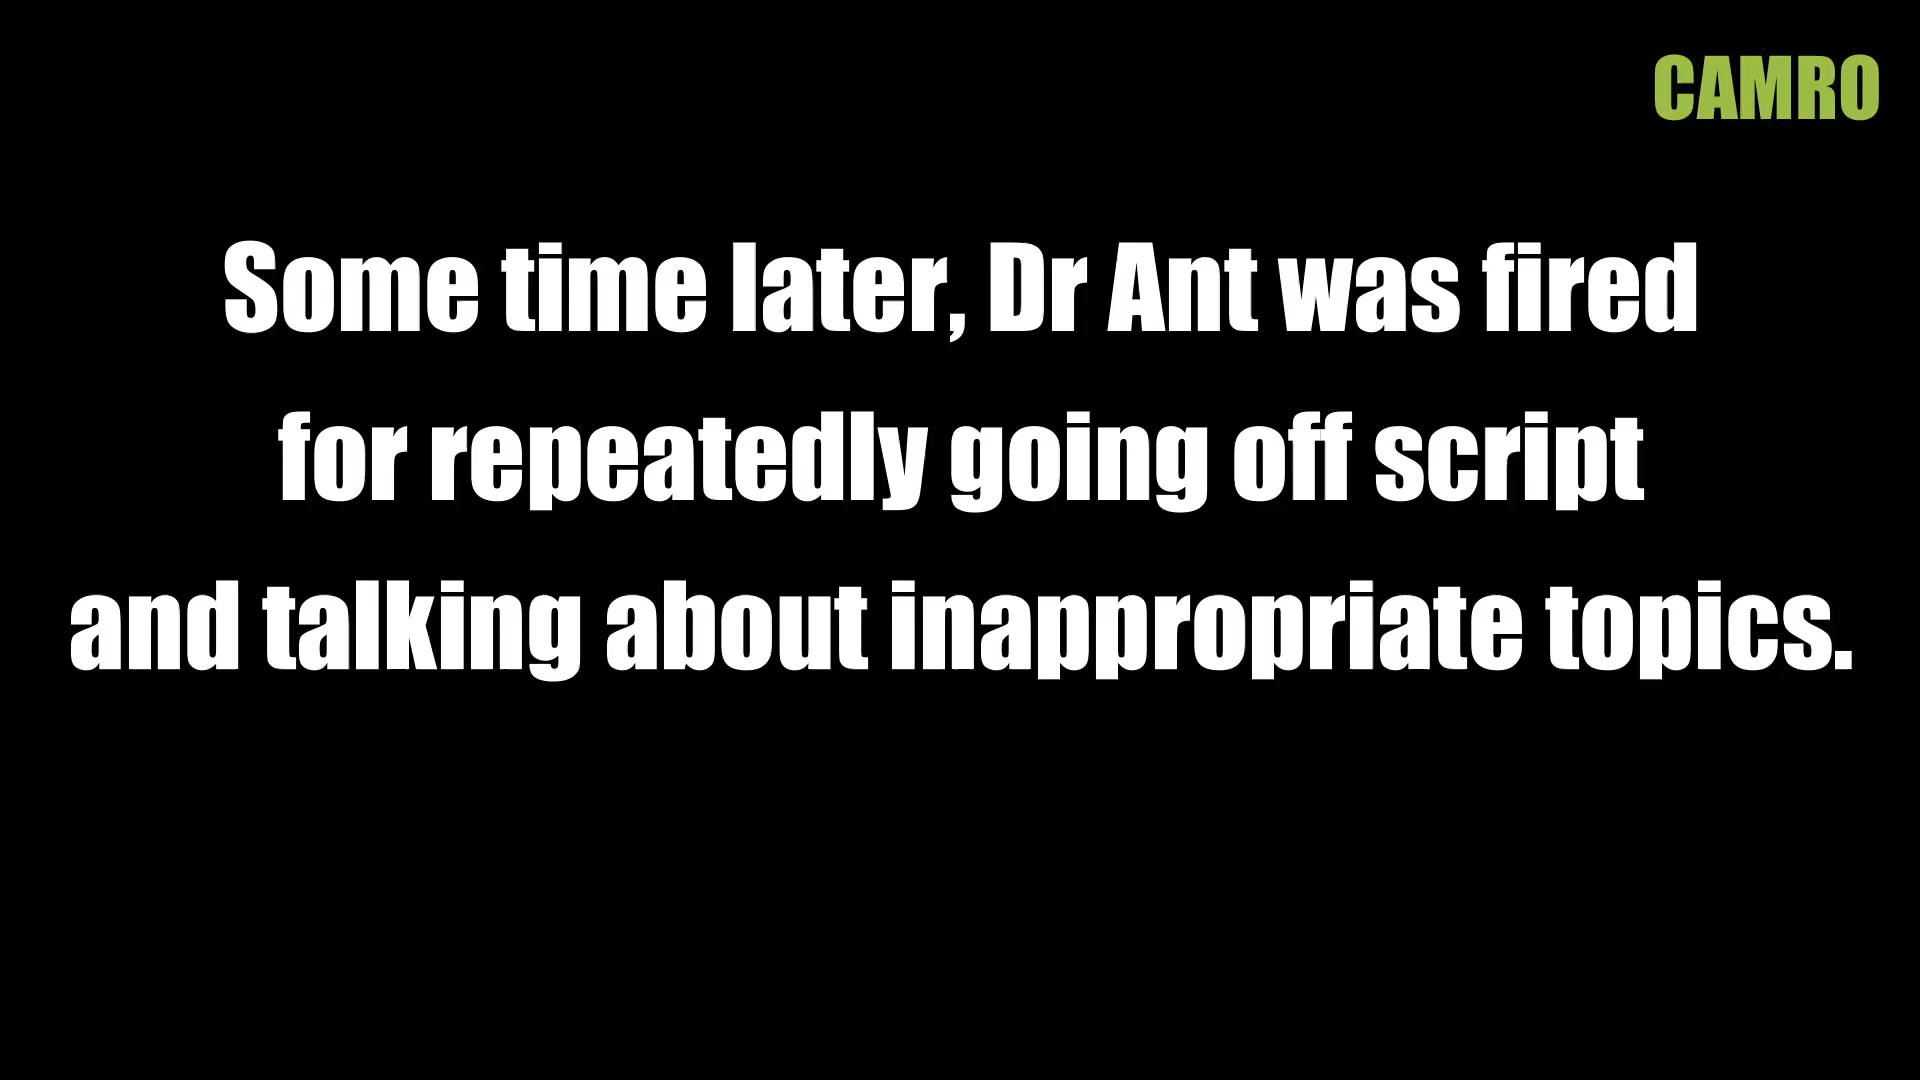 CAMRO
Some time later, Dr Ant was fired
for repeatedly going off script
and talking about inappropriate topics.